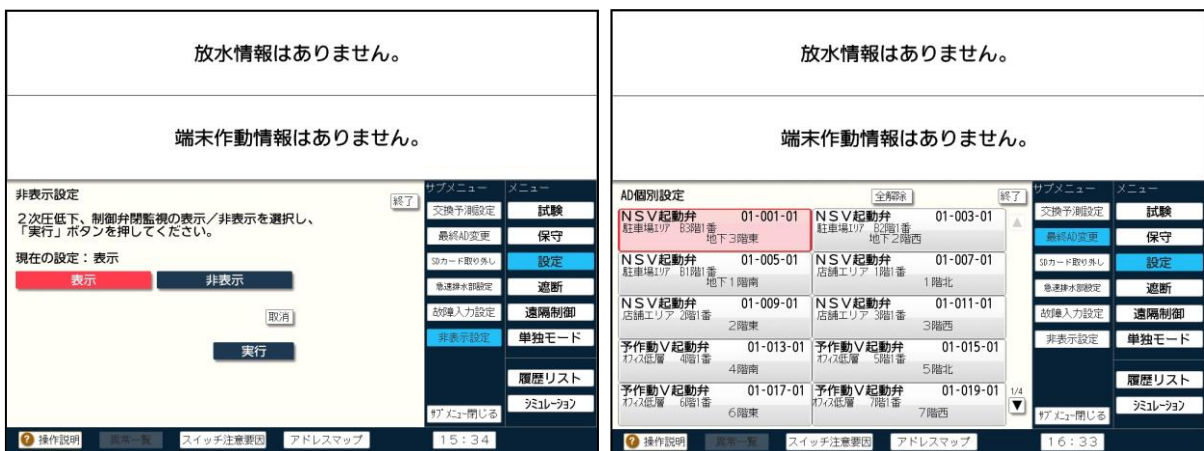 放水情報はありません。
端末作動情報はありません。
非表示設定
終了
2次圧低下、制御弁閉監視の表示/非表示を選択し、
「実行」ボタンを押してください。
現在の設定：表示
表示
非表示
取消
実行
サブメニュー
交換予測設定
最終AD変更
SDカード取り外し
急速排水部設定
故障入力設定
非表示設定
サブメニュー閉じる
メニュー
試験
保守
設定
遮断
遠隔制御
単独モード
履歴リスト
シミュレーション
操作説明
異常一覧
スイッチ注意要因
アドレスマップ
15:34
放水情報はありません。
端末作動情報はありません。
AD個別設定
全解除
終了
NSV起動弁 01-001-01
駐車場エリア B3階1番
地下3階東
NSV起動弁 01-003-01
駐車場エリア B2階1番
地下2階西
NSV起動弁 01-005-01
駐車場エリア B1階1番
地下1階南
NSV起動弁 01-007-01
店舗エリア 1階1番
1階北
NSV起動弁 01-009-01
店舗エリア 2階1番
2階東
NSV起動弁 01-011-01
店舗エリア 3階1番
3階西
予作動V起動弁 01-013-01
オフィス低層 4階1番
4階南
予作動V起動弁 01-015-01
オフィス低層 5階1番
5階北
予作動V起動弁 01-017-01
オフィス低層 6階1番
6階東
予作動V起動弁 01-019-01
オフィス低層 7階1番
7階西
▲
1/4
▼
サブメニュー
交換予測設定
最終AD変更
SDカード取り外し
急速排水部設定
故障入力設定
非表示設定
サブメニュー閉じる
メニュー
試験
保守
設定
遮断
遠隔制御
単独モード
履歴リスト
シミュレーション
操作説明
異常一覧
スイッチ注意要因
アドレスマップ
16:33